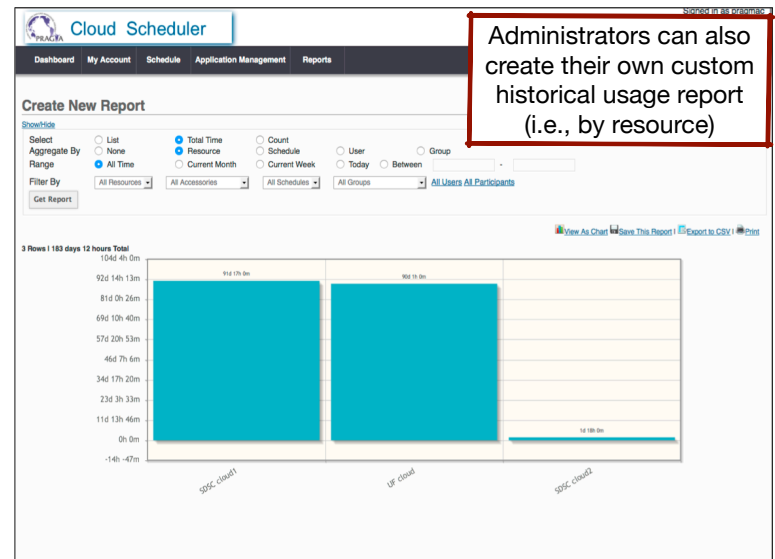 Signed in as pragmac
PRAGMA Cloud Scheduler
Administrators can also
create their own custom
historical usage report
(i.e., by resource)
Dashboard My Account Schedule Application Management Reports
Create New Report
Show/Hide
Select List Total Time Count
Aggregate By None Resource Schedule User Group
Range All Time Current Month Current Week Today Between -
Filter By All Resources All Accessories All Schedules All Groups All Users All Participants
Get Report
View As Chart Save This Report | Export to CSV | Print
3 Rows | 183 days 12 hours Total
104d 4h 0m
92d 14h 13m
81d 0h 26m
69d 10h 40m
57d 20h 53m
46d 7h 6m
34d 17h 20m
23d 3h 33m
11d 13h 46m
0h 0m
-14h -47m
91d 17h 0m
90d 1h 0m
1d 18h 0m
SDSC cloud1
UF cloud
SDSC cloud2